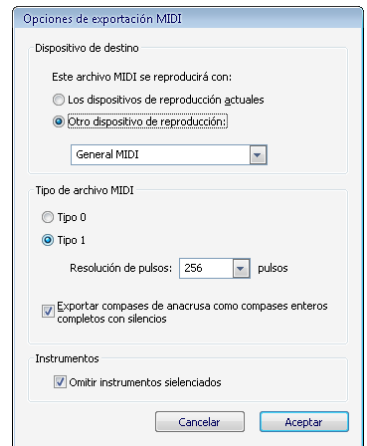 Opciones de exportación MIDI
Dispositivo de destino
Este archivo MIDI se reproducirá con:
Los dispositivos de reproducción actuales
Otro dispositivo de reproducción:
General MIDI
Tipo de archivo MIDI
Tipo 0
Tipo 1
Resolución de pulsos: 256 pulsos
Exportar compases de anacrusa como compases enteros
completos con silencios
Instrumentos
Omitir instrumentos sielenciados
Cancelar Aceptar